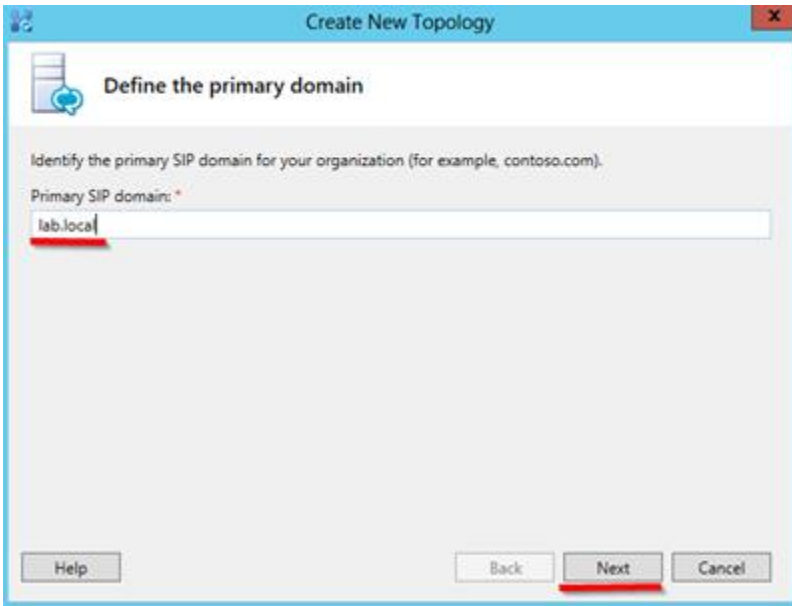 Create New Topology
Define the primary domain
Identify the primary SIP domain for your organization (for example, contoso.com).
Primary SIP domain: *
lab.local
Help
Back
Next
Cancel